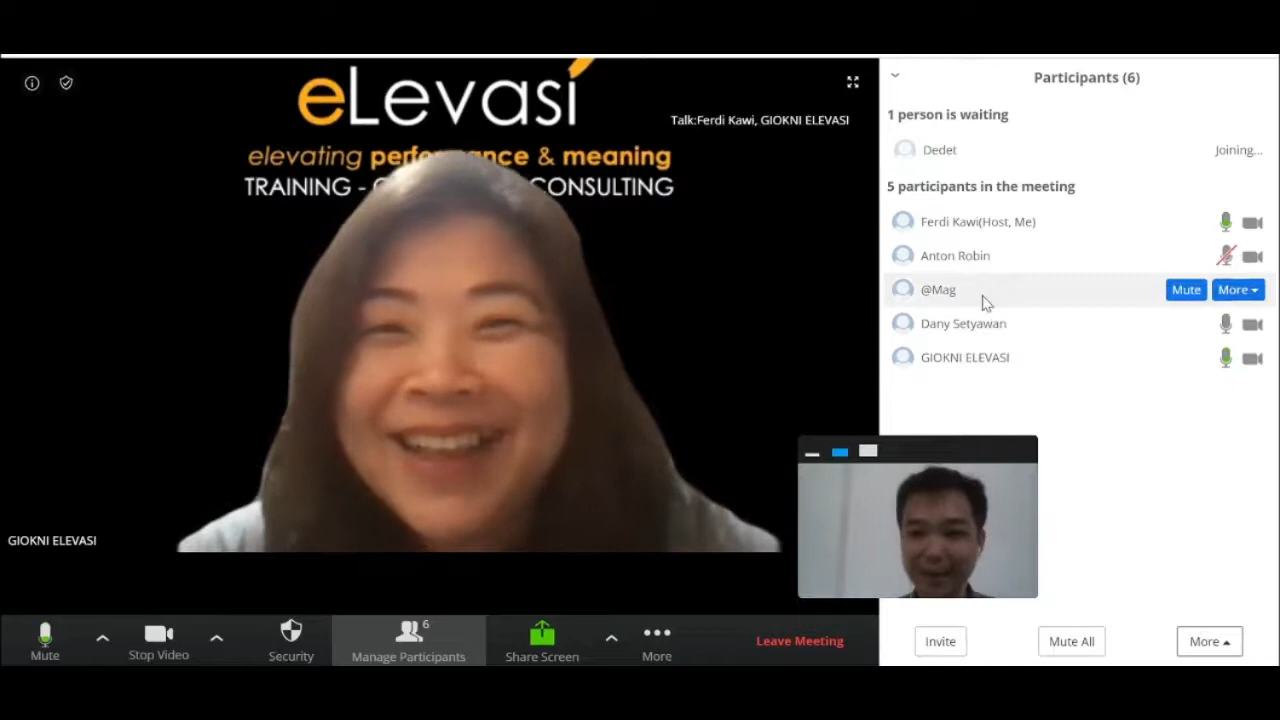 eLevasi
Talk:Ferdi Kawi, GIOKNI ELEVASI
elevating performance & meaning
TRAINING - C CONSULTING
GIOKNI ELEVASI
Participants (6)
1 person is waiting
Dedet Joining...
5 participants in the meeting
Ferdi Kawi(Host, Me)
Anton Robin
@Mag Mute More
Dany Setyawan
GIOKNI ELEVASI
Mute
Stop Video
Security
6
Manage Participants
Share Screen
More
Leave Meeting
Invite
Mute All
More